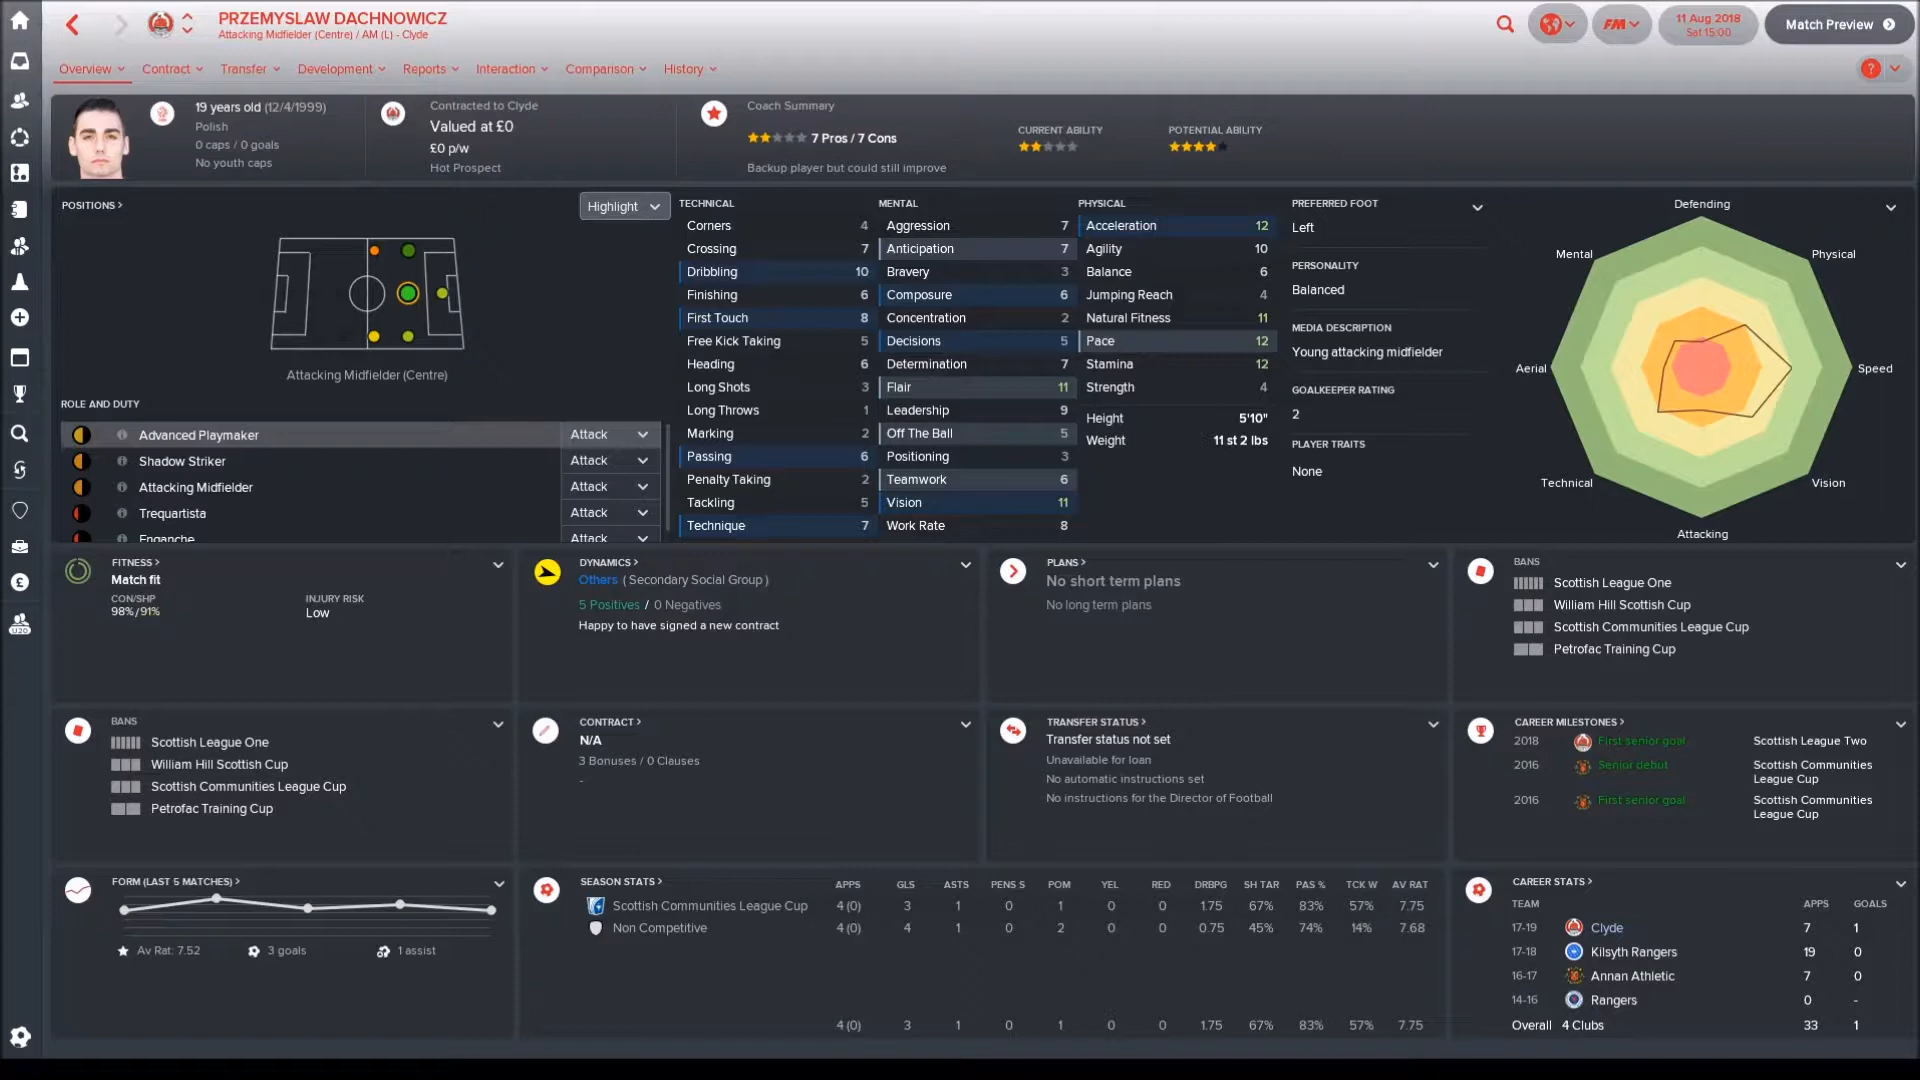 PRZEMYSLAW DACHNOWICZ
Attacking Midfielder (Centre) / AM (L) - Clyde
FM
11 Aug 2018
Sat 15:00
Match Preview
Overview Contract Transfer Development Reports Interaction Comparison History
?
19 years old (12/4/1999)
Polish
0 caps / 0 goals
No youth caps
Contracted to Clyde
Valued at £0
£0 p/w
Hot Prospect
Coach Summary
7 Pros / 7 Cons
Backup player but could still improve
CURRENT ABILITY
POTENTIAL ABILITY
POSITIONS >
Highlight
Attacking Midfielder (Centre)
ROLE AND DUTY
Advanced Playmaker Attack
Shadow Striker Attack
Attacking Midfielder Attack
Trequartista Attack
Enganche Attack
TECHNICAL
Corners 4
Crossing 7
Dribbling 10
Finishing 6
First Touch 8
Free Kick Taking 5
Heading 6
Long Shots 3
Long Throws 1
Marking 2
Passing 6
Penalty Taking 2
Tackling 5
Technique 7
MENTAL
Aggression 7
Anticipation 7
Bravery 3
Composure 6
Concentration 2
Decisions 5
Determination 7
Flair 11
Leadership 9
Off The Ball 5
Positioning 3
Teamwork 6
Vision 11
Work Rate 8
PHYSICAL
Acceleration 12
Agility 10
Balance 6
Jumping Reach 4
Natural Fitness 11
Pace 12
Stamina 12
Strength 4
Height 5'10"
Weight 11 st 2 lbs
PREFERRED FOOT
Left
PERSONALITY
Balanced
MEDIA DESCRIPTION
Young attacking midfielder
GOALKEEPER RATING
2
PLAYER TRAITS
None
Defending
Mental
Physical
Aerial
Speed
Technical
Vision
Attacking
FITNESS >
Match fit
CON/SHP
98%/91%
INJURY RISK
Low
DYNAMICS >
Others (Secondary Social Group)
5 Positives / 0 Negatives
Happy to have signed a new contract
PLANS >
No short term plans
No long term plans
BANS
Scottish League One
William Hill Scottish Cup
Scottish Communities League Cup
Petrofac Training Cup
BANS
Scottish League One
William Hill Scottish Cup
Scottish Communities League Cup
Petrofac Training Cup
CONTRACT >
N/A
3 Bonuses / 0 Clauses
-
TRANSFER STATUS >
Transfer status not set
Unavailable for loan
No automatic instructions set
No instructions for the Director of Football
CAREER MILESTONES >
2018 First senior goal Scottish League Two
2016 Senior debut Scottish Communities
League Cup
2016 First senior goal Scottish Communities
League Cup
FORM (LAST 5 MATCHES) >
Av Rat: 7.52 3 goals 1 assist
SEASON STATS > APPS GLS ASTS PENS S POM YEL RED DRBPG SH TAR PAS % TCK W AV RAT
Scottish Communities League Cup 4 (0) 3 1 0 1 0 0 1.75 67% 83% 57% 7.75
Non Competitive 4 (0) 4 1 0 2 0 0 0.75 45% 74% 14% 7.68
4 (0) 3 1 0 1 0 0 1.75 67% 83% 57% 7.75
CAREER STATS >
TEAM APPS GOALS
17-19 Clyde 7 1
17-18 Kilsyth Rangers 19 0
16-17 Annan Athletic 7 0
14-16 Rangers 0 -
Overall 4 Clubs 33 1
£
U20